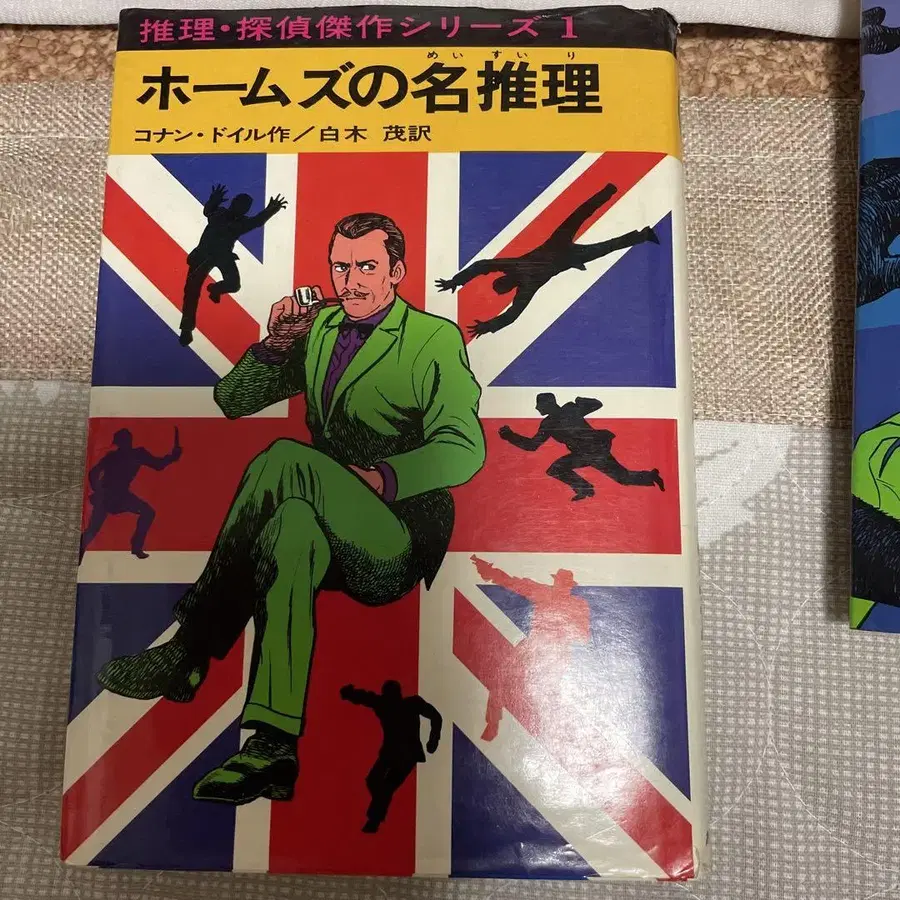 推理・探偵傑作シリーズ 1
めいすいり
ホームズの名推理
コナン・ドイル作/白木 茂訳